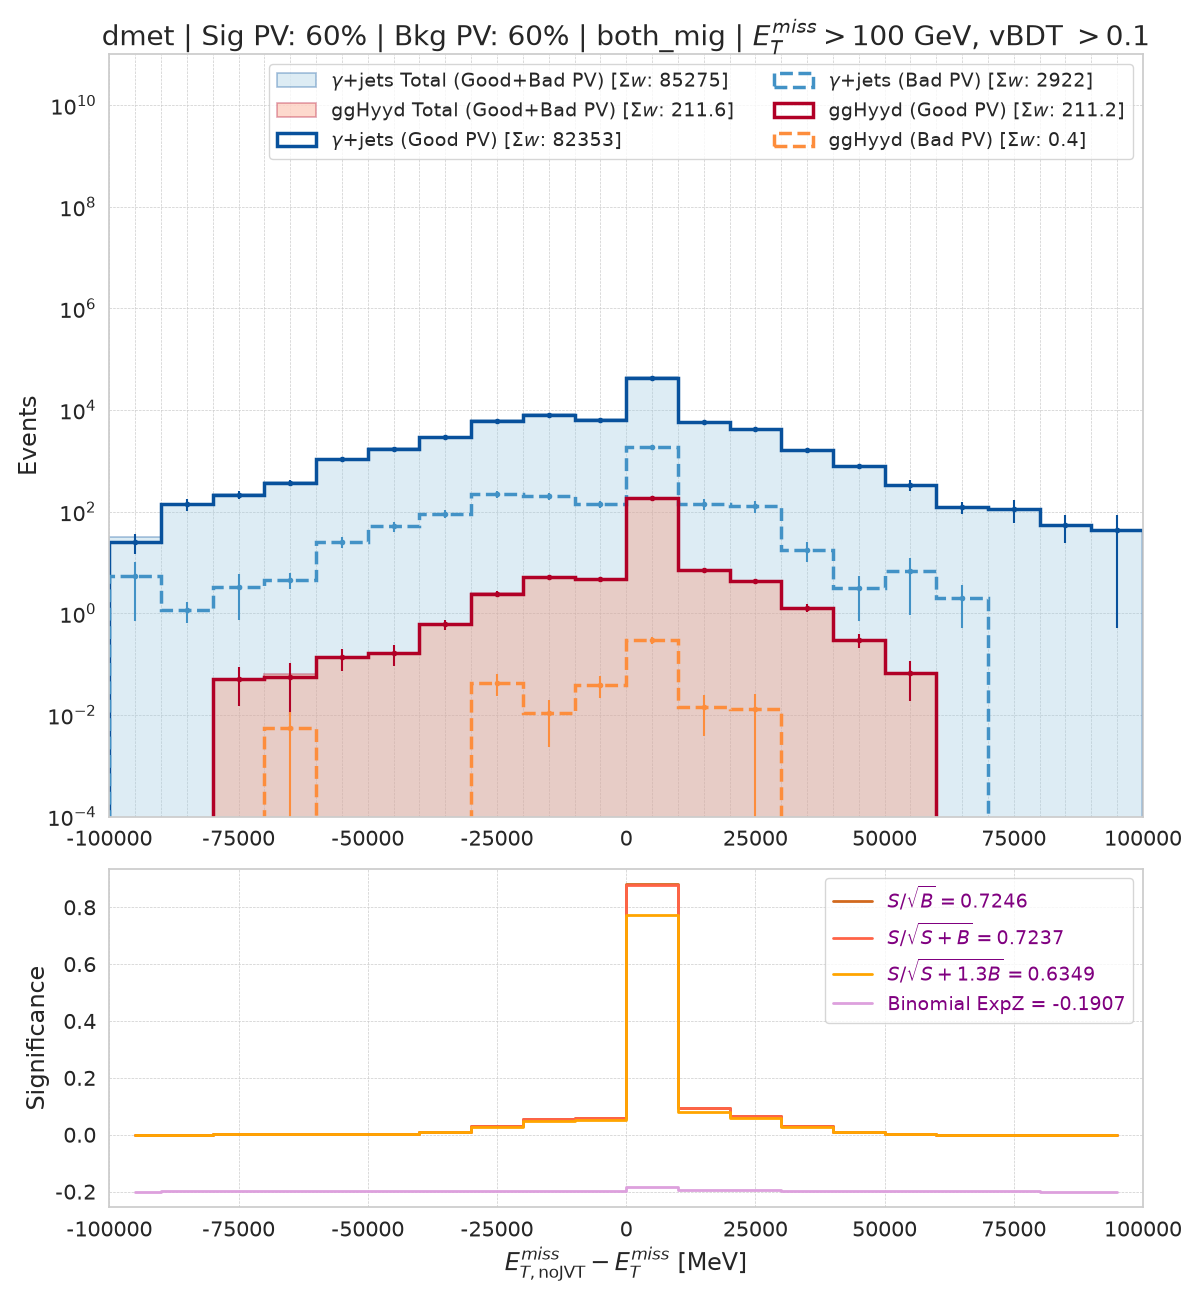 dmet | Sig PV: 60% | Bkg PV: 60% | both_mig | $E_T^{miss} > 100$ GeV, vBDT $> 0.1$
γ+jets Total (Good+Bad PV) [Σw: 85275]
ggHyyd Total (Good+Bad PV) [Σw: 211.6]
γ+jets (Good PV) [Σw: 82353]
γ+jets (Bad PV) [Σw: 2922]
ggHyyd (Good PV) [Σw: 211.2]
ggHyyd (Bad PV) [Σw: 0.4]
Events
$10^{10}$
$10^{8}$
$10^{6}$
$10^{4}$
$10^{2}$
$10^{0}$
$10^{-2}$
$10^{-4}$
-100000 -75000 -50000 -25000 0 25000 50000 75000 100000
Significance
0.8
0.6
0.4
0.2
0.0
-0.2
$S/\sqrt{B} = 0.7246$
$S/\sqrt{S + B} = 0.7237$
$S/\sqrt{S + 1.3B} = 0.6349$
Binomial ExpZ = -0.1907
-100000 -75000 -50000 -25000 0 25000 50000 75000 100000
$E_{T,noJVT}^{miss} - E_T^{miss}$ [MeV]